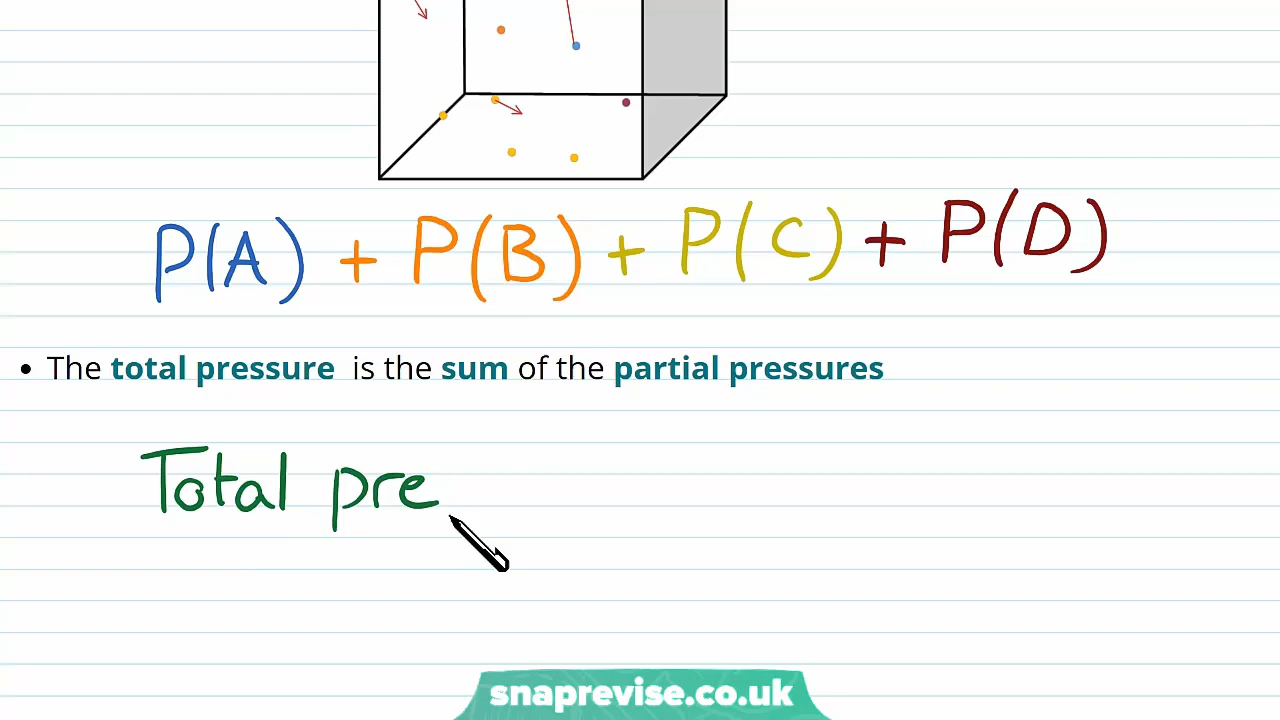 P(A) + P(B) + P(C) + P(D)
• The total pressure is the sum of the partial pressures
Total pre
snaprevise.co.uk